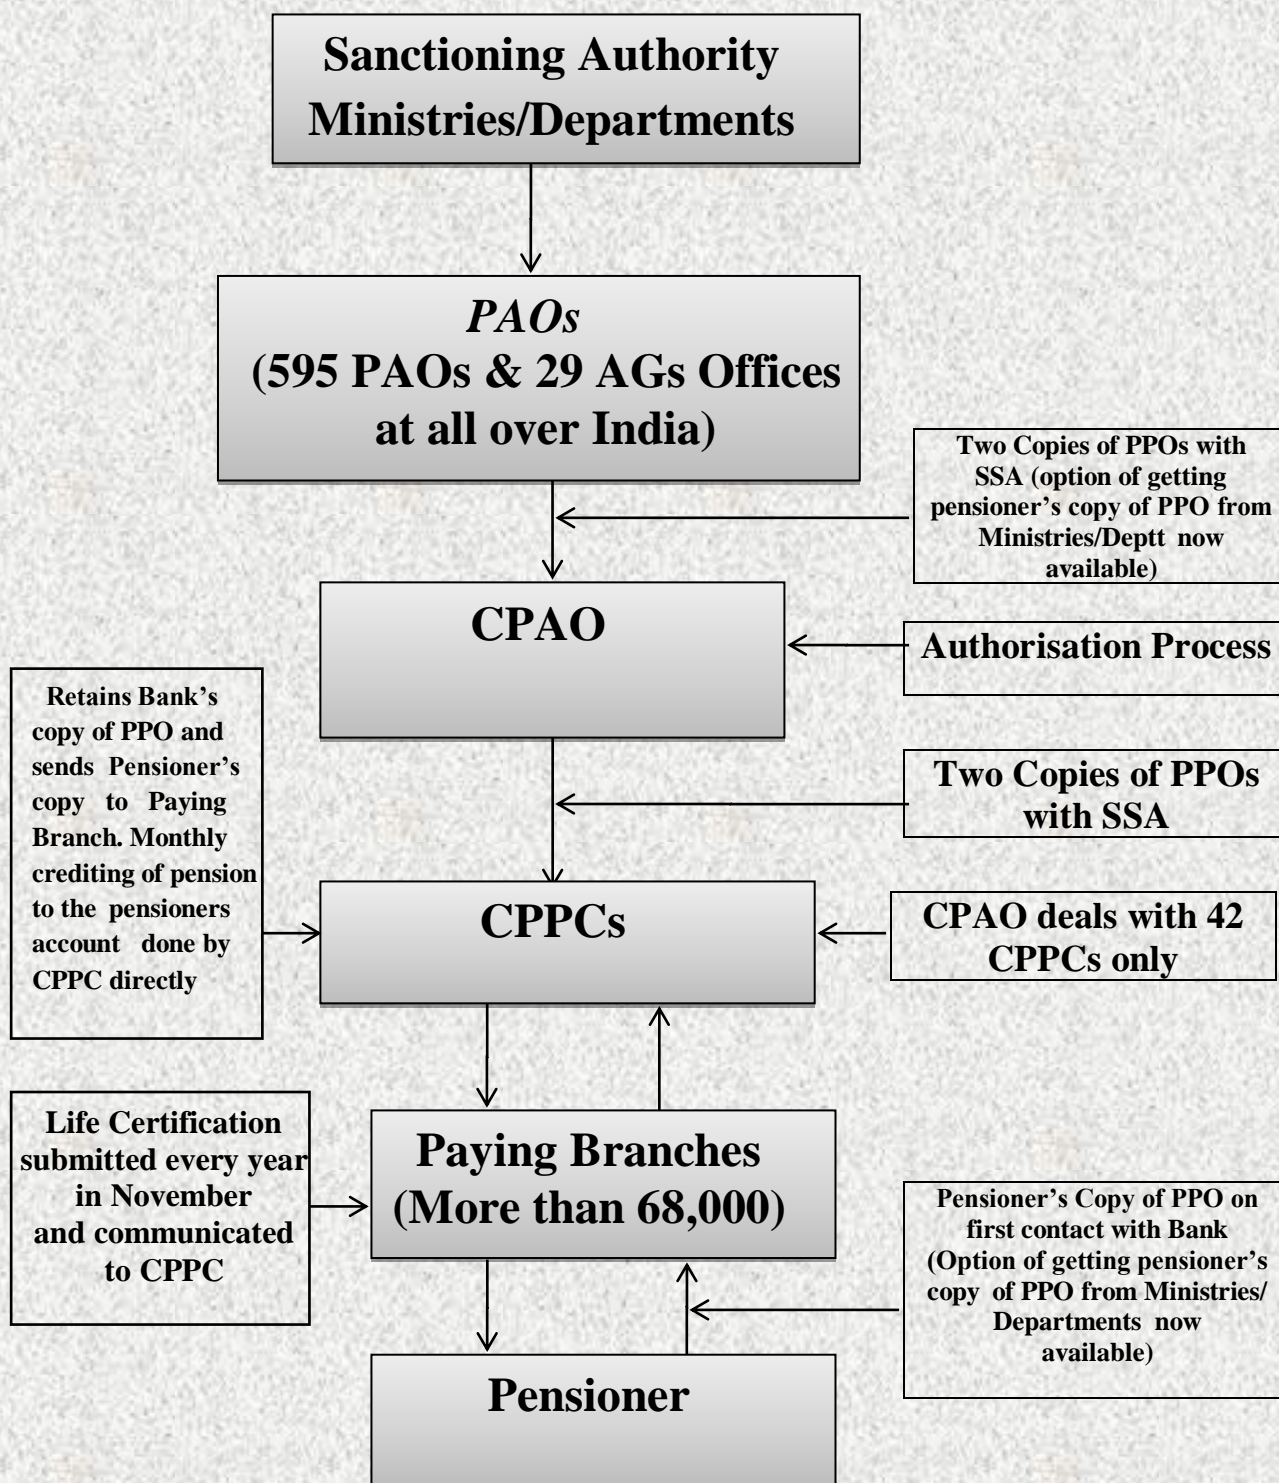 Sanctioning Authority
Ministries/Departments
PAOs
(595 PAOs & 29 AGs Offices
at all over India)
Two Copies of PPOs with
SSA (option of getting
pensioner’s copy of PPO from
Ministries/Deptt now
available)
CPAO
Authorisation Process
Retains Bank’s
copy of PPO and
sends Pensioner’s
copy to Paying
Branch. Monthly
crediting of pension
to the pensioners
account done by
CPPC directly
Two Copies of PPOs
with SSA
CPPCs
CPAO deals with 42
CPPCs only
Life Certification
submitted every year
in November
and communicated
to CPPC
Paying Branches
(More than 68,000)
Pensioner’s Copy of PPO on
first contact with Bank
(Option of getting pensioner’s
copy of PPO from Ministries/
Departments now
available)
Pensioner